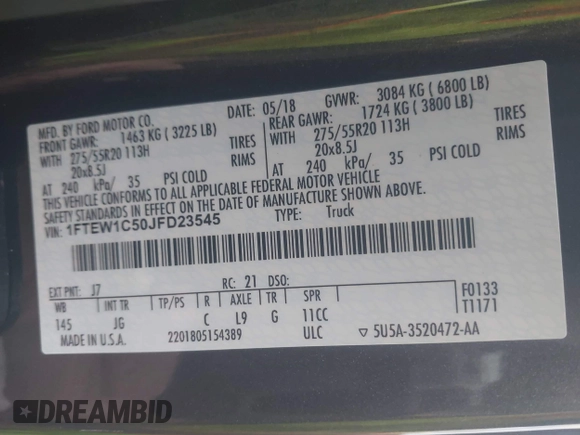 MFD. BY FORD MOTOR CO. DATE: 05/18 GVWR: 3084 KG ( 6800 LB)
FRONT GAWR: 1463 KG ( 3225 LB) REAR GAWR: 1724 KG ( 3800 LB)
WITH 275/55R20 113H TIRES WITH 275/55R20 113H TIRES
20x8.5J RIMS 20x8.5J RIMS
AT 240 kPa/ 35 PSI COLD AT 240 kPa/ 35 PSI COLD
THIS VEHICLE CONFORMS TO ALL APPLICABLE FEDERAL MOTOR VEHICLE
SAFETY STANDARDS IN EFFECT ON THE DATE OF MANUFACTURE SHOWN ABOVE.
VIN: 1FTEW1C50JFD23545 TYPE: Truck
EXT PNT: J7 RC: 21 DSO:
WB INT TR TP/PS R AXLE TR SPR F0133
145 JG C L9 G 11CC T1171
MADE IN U.S.A. 2201805154389 ULC ▽ 5U5A-3520472-AA
DREAMBID